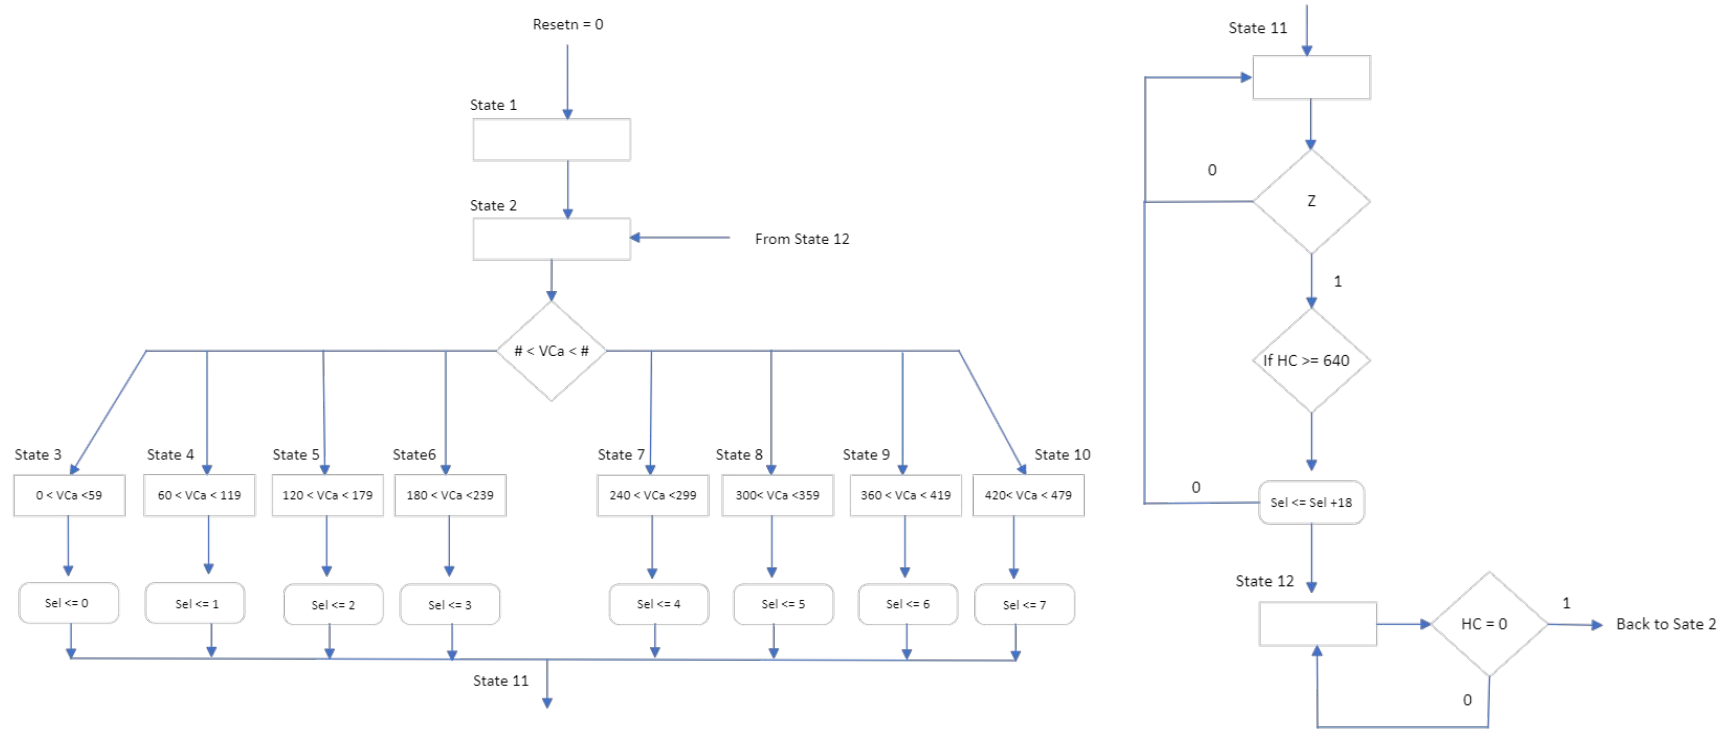 Resetn = 0
State 1
State 2
From State 12
# < VCa < #
State 3
State 4
State 5
State6
State 7
State 8
State 9
State 10
0 < VCa <59
60 < VCa < 119
120 < VCa < 179
180 < VCa <239
240 < VCa <299
300< VCa <359
360 < VCa < 419
420< VCa < 479
Sel <= 0
Sel <= 1
Sel <= 2
Sel <= 3
Sel <= 4
Sel <= 5
Sel <= 6
Sel <= 7
State 11
State 11
0
Z
1
If HC >= 640
0
Sel <= Sel +18
State 12
HC = 0
1
Back to Sate 2
0